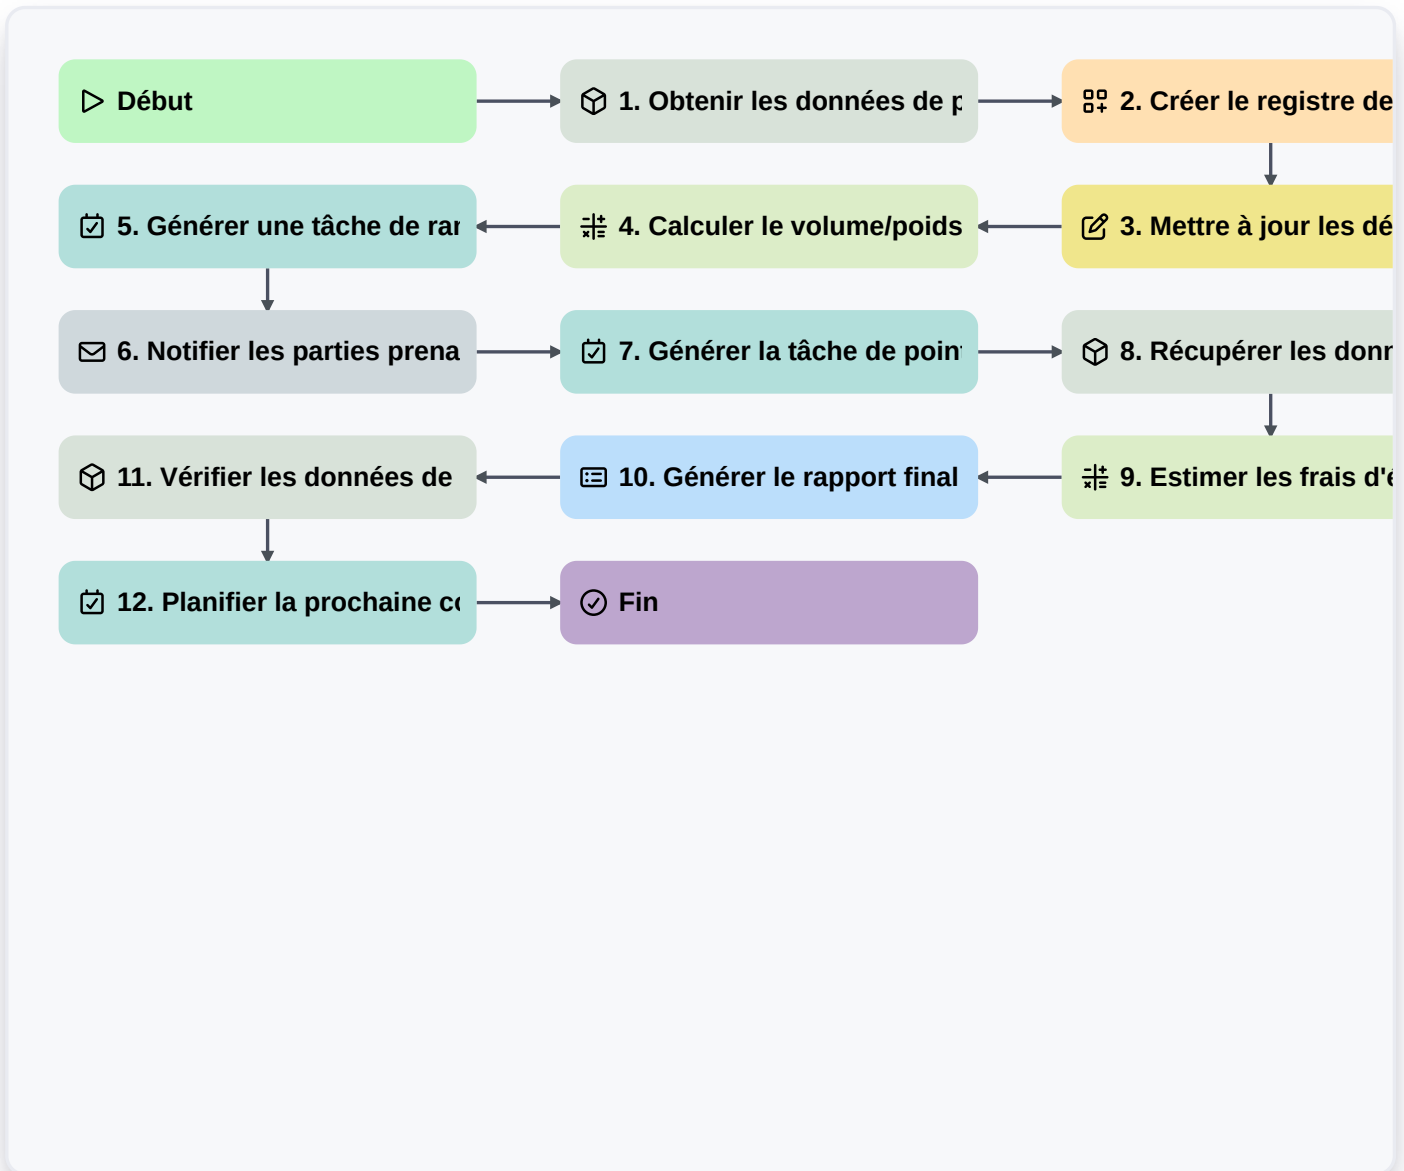 Début
1. Obtenir les données de
2. Créer le registre de
5. Générer une tâche de
4. Calculer le volume/poids
3. Mettre à jour les
6. Notifier les parties
7. Générer la tâche de
8. Récupérer les
11. Vérifier les données de
10. Générer le rapport final
9. Estimer les frais
12. Planifier la prochaine
Fin